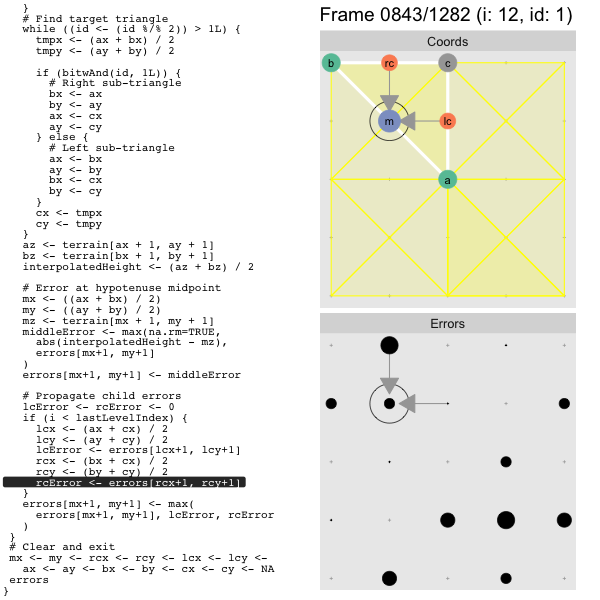 }
# Find target triangle
while ((id <- (id %/% 2)) > 1L) {
tmpx <- (ax + bx) / 2
tmpy <- (ay + by) / 2
if (bitwAnd(id, 1L)) {
# Right sub-triangle
bx <- ax
by <- ay
ax <- cx
ay <- cy
} else {
# Left sub-triangle
ax <- bx
ay <- by
bx <- cx
by <- cy
}
cx <- tmpx
cy <- tmpy
}
az <- terrain[ax + 1, ay + 1]
bz <- terrain[bx + 1, by + 1]
interpolatedHeight <- (az + bz) / 2
# Error at hypotenuse midpoint
mx <- ((ax + bx) / 2)
my <- ((ay + by) / 2)
mz <- terrain[mx + 1, my + 1]
middleError <- max(na.rm=TRUE,
abs(interpolatedHeight - mz),
errors[mx+1, my+1]
)
errors[mx+1, my+1] <- middleError
# Propagate child errors
lcError <- rcError <- 0
if (i < lastLevelIndex) {
lcx <- (ax + cx) / 2
lcy <- (ay + cy) / 2
lcError <- errors[lcx+1, lcy+1]
rcx <- (bx + cx) / 2
rcy <- (by + cy) / 2
rcError <- errors[rcx+1, rcy+1]
}
errors[mx+1, my+1] <- max(
errors[mx+1, my+1], lcError, rcError
)
}
# Clear and exit
mx <- my <- rcx <- rcy <- lcx <- lcy <-
ax <- ay <- bx <- by <- cx <- cy <- NA
errors
}
Frame 0843/1282 (i: 12, id: 1)
Coords
b rc c
m lc
a
Errors